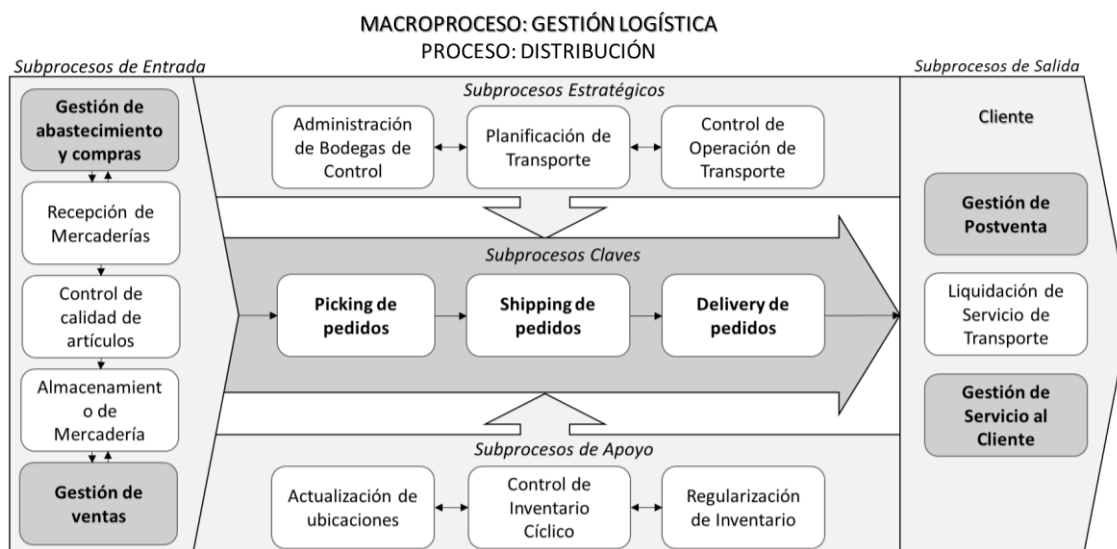 MACROPROCESO: GESTIÓN LOGÍSTICA
PROCESO: DISTRIBUCIÓN
Subprocesos de Entrada
Gestión de
abastecimiento
y compras
Recepción de
Mercaderías
Control de
calidad de
artículos
Almacenamient
o de
Mercadería
Gestión de
ventas
Subprocesos Estratégicos
Administración
de Bodegas de
Control
Planificación de
Transporte
Control de
Operación de
Transporte
Subprocesos Claves
Picking de
pedidos
Shipping de
pedidos
Delivery de
pedidos
Subprocesos de Apoyo
Actualización de
ubicaciones
Control de
Inventario
Cíclico
Regularización
de Inventario
Subprocesos de Salida
Cliente
Gestión de
Postventa
Liquidación de
Servicio de
Transporte
Gestión de
Servicio al
Cliente